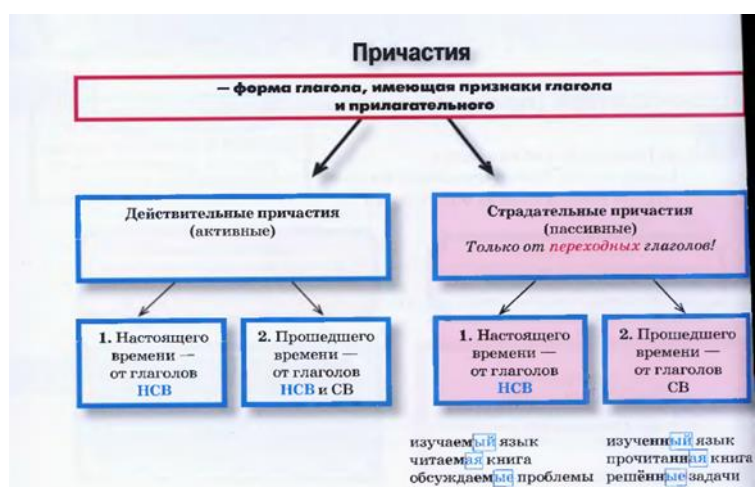 Причастия
— форма глагола, имеющая признаки глагола
и прилагательного
Действительные причастия
(активные)
Страдательные причастия
(пассивные)
Только от переходных глаголов!
1. Настоящего
времени —
от глаголов
НСВ
2. Прошедшего
времени —
от глаголов
НСВ и СВ
1. Настоящего
времени —
от глаголов
НСВ
2. Прошедшего
времени —
от глаголов
СВ
изучаемый язык
читаемая книга
обсуждаемые проблемы
изученный язык
прочитанная книга
решённые задачи